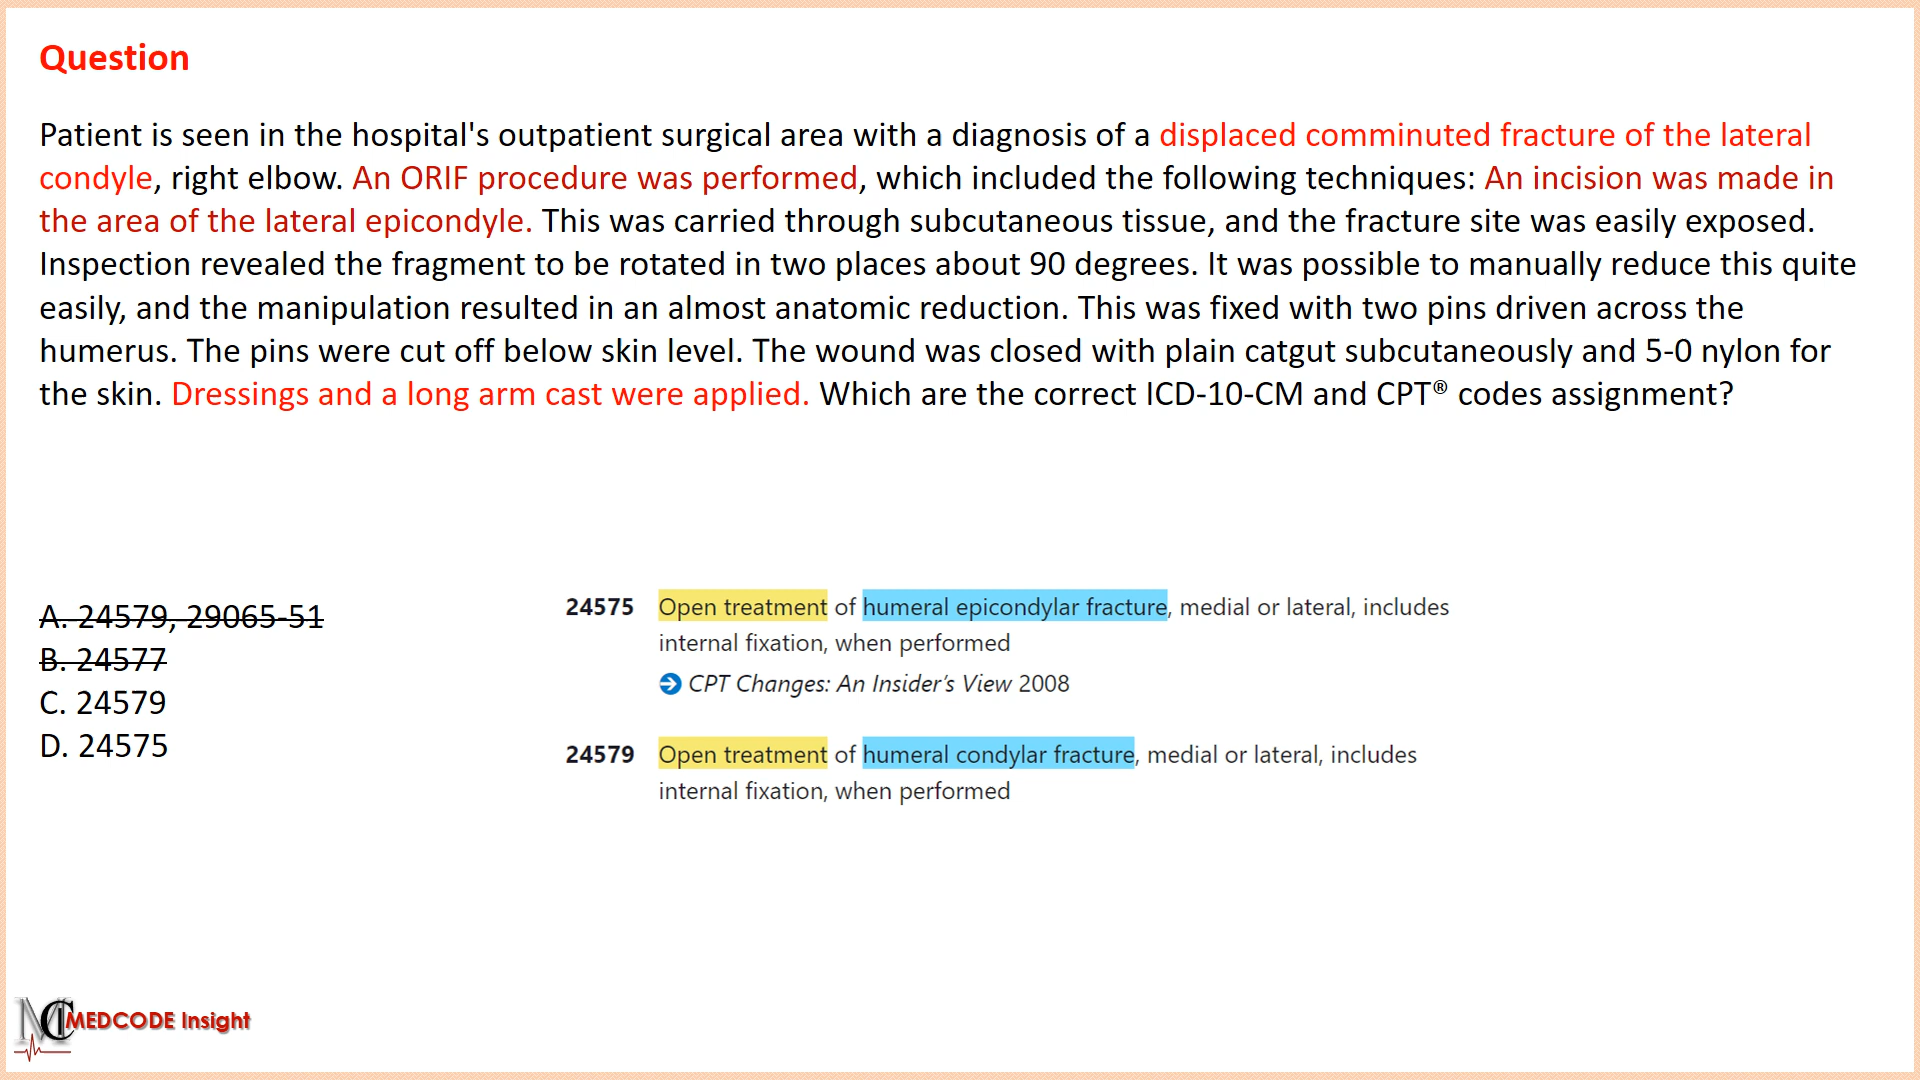 Question
Patient is seen in the hospital's outpatient surgical area with a diagnosis of a displaced comminuted fracture of the lateral
condyle, right elbow. An ORIF procedure was performed, which included the following techniques: An incision was made in
the area of the lateral epicondyle. This was carried through subcutaneous tissue, and the fracture site was easily exposed.
Inspection revealed the fragment to be rotated in two places about 90 degrees. It was possible to manually reduce this quite
easily, and the manipulation resulted in an almost anatomic reduction. This was fixed with two pins driven across the
humerus. The pins were cut off below skin level. The wound was closed with plain catgut subcutaneously and 5-0 nylon for
the skin. Dressings and a long arm cast were applied. Which are the correct ICD-10-CM and CPT® codes assignment?
A. 24579, 29065-51
B. 24577
C. 24579
D. 24575
24575 Open treatment of humeral epicondylar fracture, medial or lateral, includes
internal fixation, when performed
CPT Changes: An Insider's View 2008
24579 Open treatment of humeral condylar fracture, medial or lateral, includes
internal fixation, when performed
MC MEDCODE Insight